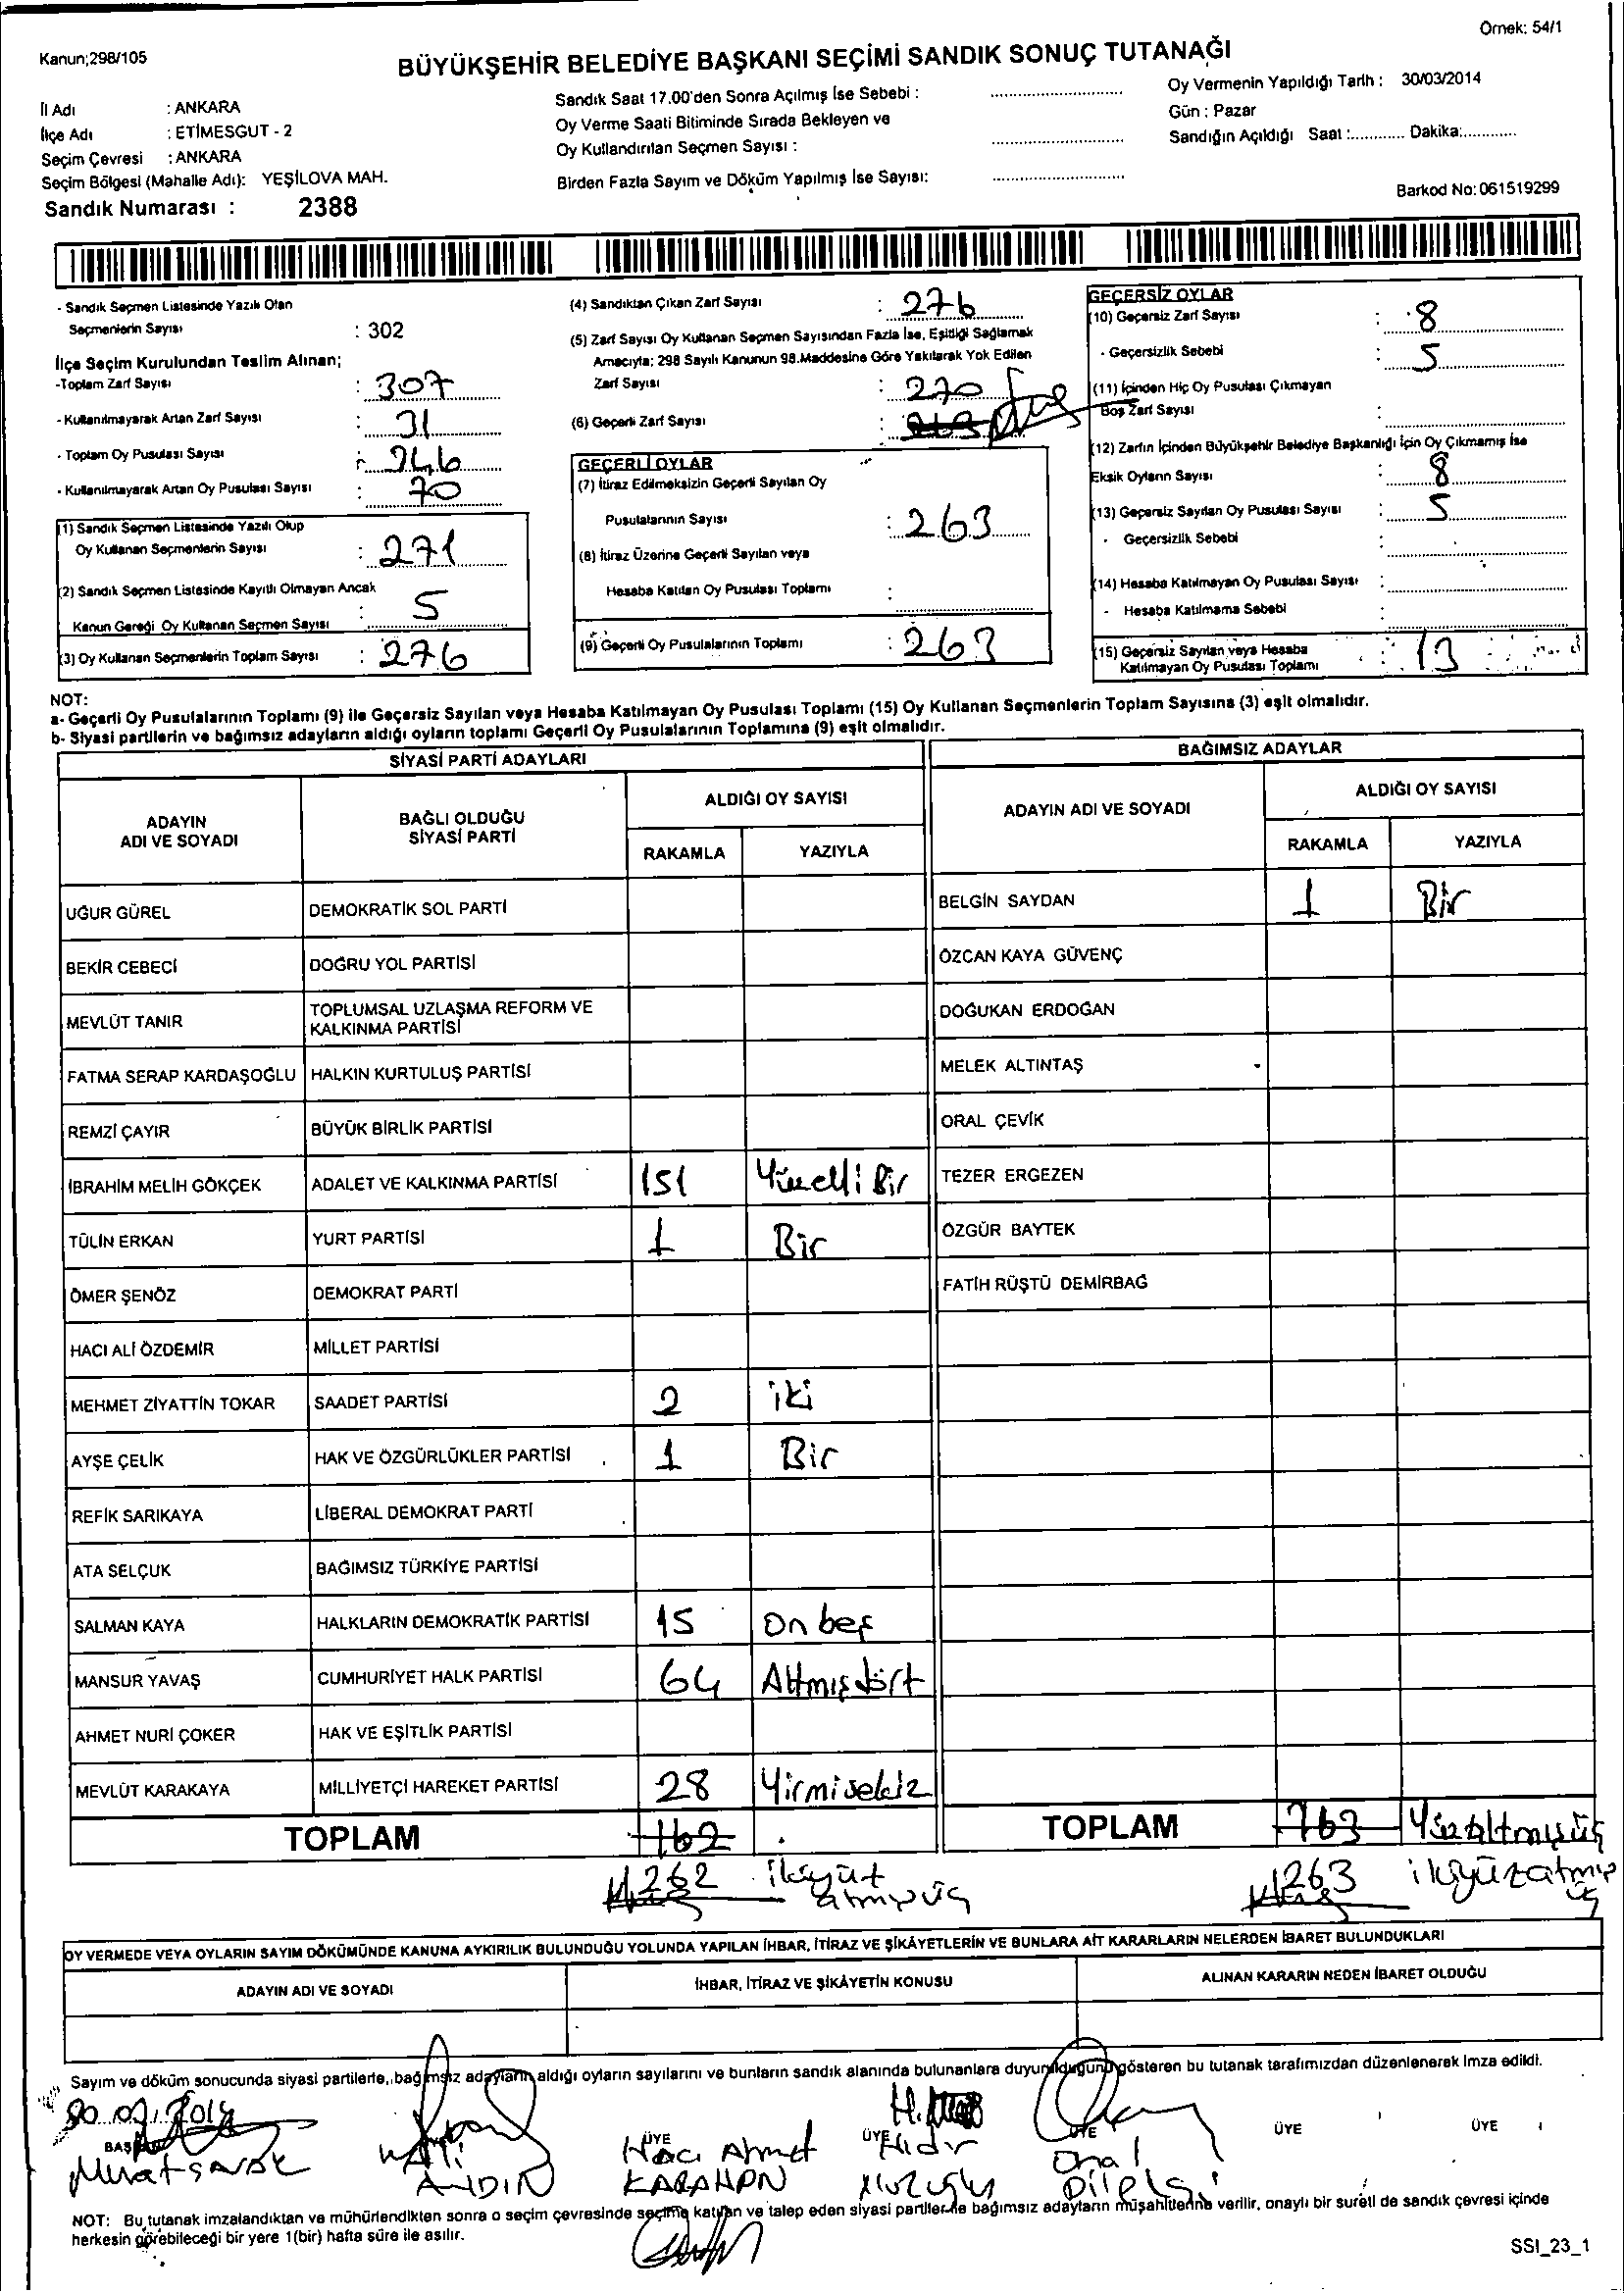 Örnek: 54/1
Kanun;298/105
BÜYÜKŞEHİR BELEDİYE BAŞKANI SEÇİMİ SANDIK SONUÇ TUTANAĞI
İl Adı : ANKARA
İlçe Adı : ETİMESGUT - 2
Seçim Çevresi : ANKARA
Seçim Bölgesi (Mahalle Adı): YEŞİLOVA MAH.
Sandık Numarası : 2388
Sandık Saat 17.00'den Sonra Açılmış İse Sebebi :
Oy Verme Saati Bitiminde Sırada Bekleyen ve
Oy Kullandırılan Seçmen Sayısı :
Birden Fazla Sayım ve Döküm Yapılmış İse Sayısı:
Oy Vermenin Yapıldığı Tarih : 30/03/2014
Gün : Pazar
Sandığın Açıldığı Saat :............ Dakika:............
Barkod No: 061519299
- Sandık Seçmen Listesinde Yazılı Olan
Seçmenlerin Sayısı : 302
İlçe Seçim Kurulundan Teslim Alınan;
-Toplam Zarf Sayısı : 307
- Kullanılmayarak Artan Zarf Sayısı : 31
- Toplam Oy Pusulası Sayısı : 346
- Kullanılmayarak Artan Oy Pusulası Sayısı : 70
(1) Sandık Seçmen Listesinde Yazılı Olup
Oy Kullanan Seçmenlerin Sayısı : 271
(2) Sandık Seçmen Listesinde Kayıtlı Olmayan Ancak
Kanun Gereği Oy Kullanan Seçmen Sayısı : 5
(3) Oy Kullanan Seçmenlerin Toplam Sayısı : 276
(4) Sandıktan Çıkan Zarf Sayısı : 276
(5) Zarf Sayısı Oy Kullanan Seçmen Sayısından Fazla İse, Eşitliği Sağlamak
Amacıyla; 298 Sayılı Kanunun 98.Maddesine Göre Yakılarak Yok Edilen
Zarf Sayısı : 270
(6) Geçerli Zarf Sayısı :
GEÇERLİ OYLAR
(7) İtiraz Edilmeksizin Geçerli Sayılan Oy
Pusulalarının Sayısı : 263
(8) İtiraz Üzerine Geçerli Sayılan veya
Hesaba Katılan Oy Pusulası Toplamı :
(9) Geçerli Oy Pusulalarının Toplamı : 263
GEÇERSİZ OYLAR
(10) Geçersiz Zarf Sayısı : 8
- Geçersizlik Sebebi : 5
(11) İçinden Hiç Oy Pusulası Çıkmayan
Boş Zarf Sayısı :
(12) Zarfın İçinden Büyükşehir Belediye Başkanlığı İçin Oy Çıkmamış İse
Eksik Oyların Sayısı : 8
(13) Geçersiz Sayılan Oy Pusulası Sayısı : 5
- Geçersizlik Sebebi :
(14) Hesaba Katılmayan Oy Pusulası Sayısı :
- Hesaba Katılmama Sebebi :
(15) Geçersiz Sayılan veya Hesaba
Katılmayan Oy Pusulası Toplamı : 13
NOT:
a- Geçerli Oy Pusulalarının Toplamı (9) ile Geçersiz Sayılan veya Hesaba Katılmayan Oy Pusulası Toplamı (15) Oy Kullanan Seçmenlerin Toplam Sayısına (3) eşit olmalıdır.
b- Siyasi partilerin ve bağımsız adayların aldığı oyların toplamı Geçerli Oy Pusulalarının Toplamına (9) eşit olmalıdır.
SİYASİ PARTİ ADAYLARI
ADAYIN ADI VE SOYADI
BAĞLI OLDUĞU SİYASİ PARTİ
ALDIĞI OY SAYISI
RAKAMLA YAZIYLA
UĞUR GÜREL DEMOKRATİK SOL PARTİ
BEKİR CEBECİ DOĞRU YOL PARTİSİ
MEVLÜT TANIR TOPLUMSAL UZLAŞMA REFORM VE KALKINMA PARTİSİ
FATMA SERAP KARDAŞOĞLU HALKIN KURTULUŞ PARTİSİ
REMZİ ÇAYIR BÜYÜK BİRLİK PARTİSİ
İBRAHİM MELİH GÖKÇEK ADALET VE KALKINMA PARTİSİ 151 Yüzelli Bir
TÜLİN ERKAN YURT PARTİSİ 1 Bir
ÖMER ŞENÖZ DEMOKRAT PARTİ
HACI ALİ ÖZDEMİR MİLLET PARTİSİ
MEHMET ZİYATTİN TOKAR SAADET PARTİSİ 2 iki
AYŞE ÇELİK HAK VE ÖZGÜRLÜKLER PARTİSİ 1 Bir
REFİK SARIKAYA LİBERAL DEMOKRAT PARTİ
ATA SELÇUK BAĞIMSIZ TÜRKİYE PARTİSİ
SALMAN KAYA HALKLARIN DEMOKRATİK PARTİSİ 15 On beş
MANSUR YAVAŞ CUMHURİYET HALK PARTİSİ 64 Altmışdört
AHMET NURİ ÇOKER HAK VE EŞİTLİK PARTİSİ
MEVLÜT KARAKAYA MİLLİYETÇİ HAREKET PARTİSİ 28 Yirmisekiz
TOPLAM 162
262 ikiyüt atmışüç
BAĞIMSIZ ADAYLAR
ADAYIN ADI VE SOYADI
ALDIĞI OY SAYISI
RAKAMLA YAZIYLA
BELGİN SAYDAN 1 Bir
ÖZCAN KAYA GÜVENÇ
DOĞUKAN ERDOĞAN
MELEK ALTINTAŞ
ORAL ÇEVİK
TEZER ERGEZEN
ÖZGÜR BAYTEK
FATİH RÜŞTÜ DEMİRBAĞ
TOPLAM 163 Yüzaltmışüç
263 ikiyüzatmış üç
OY VERMEDE VEYA OYLARIN SAYIM DÖKÜMÜNDE KANUNA AYKIRILIK BULUNDUĞU YOLUNDA YAPILAN İHBAR, İTİRAZ VE ŞİKÂYETLERİN VE BUNLARA AİT KARARLARIN NELERDEN İBARET BULUNDUKLARI
ADAYIN ADI VE SOYADI
İHBAR, İTİRAZ VE ŞİKÂYETİN KONUSU
ALINAN KARARIN NEDEN İBARET OLDUĞU
Sayım ve döküm sonucunda siyasi partilerle, bağımsız adayların aldığı oyların sayılarını ve bunların sandık alanında bulunanlara duyurulduğunu gösteren bu tutanak tarafımızdan düzenlenerek imza edildi.
30.03.2014
ÜYE ÜYE ÜYE ÜYE ÜYE
Hacı Ahmet KARAHAN
Hıdır
AYDIN
NOT: Bu tutanak imzalandıktan ve mühürlendikten sonra o seçim çevresinde seçime katılan ve talep eden siyasi partiler ile bağımsız adayların müşahitlerine verilir, onaylı bir sureti de sandık çevresi içinde
herkesin görebileceği bir yere 1(bir) hafta süre ile asılır.
SSI_23_1